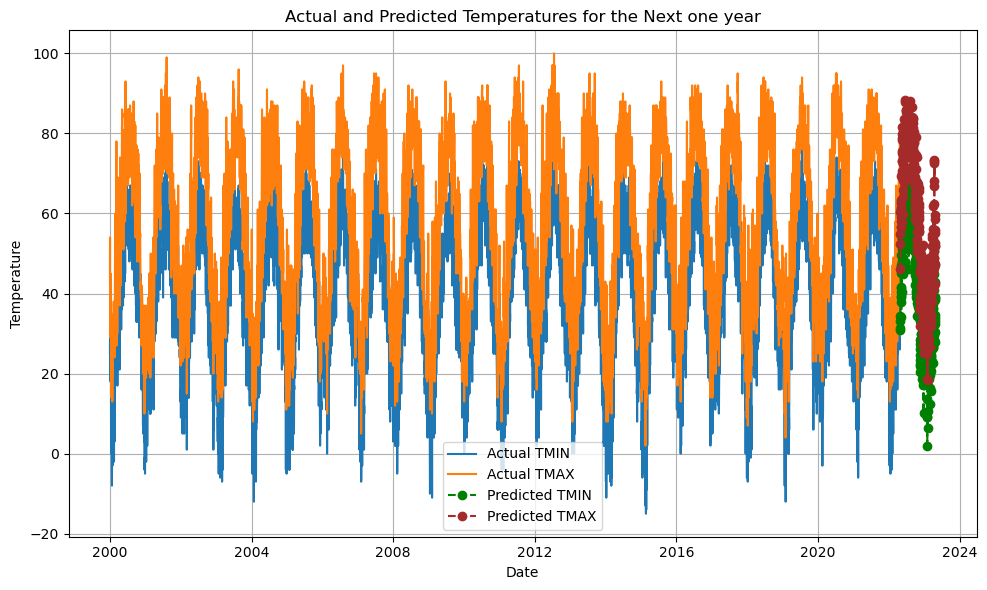 Actual and Predicted Temperatures for the Next one year
Temperature
100
80
60
40
20
0
−20
Actual TMIN
Actual TMAX
Predicted TMIN
Predicted TMAX
2000
2004
2008
2012
2016
2020
2024
Date